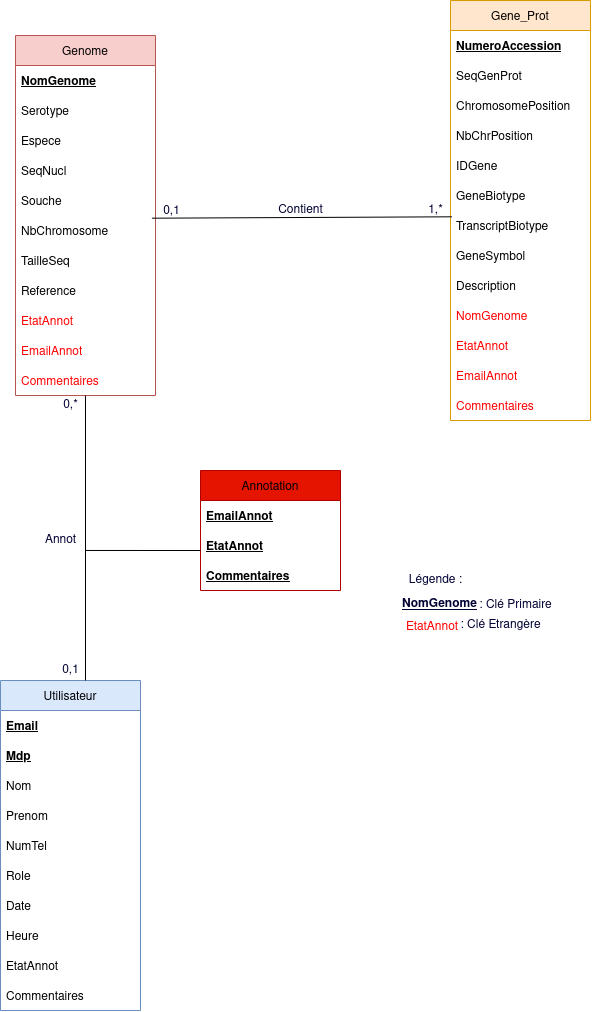 Genome
NomGenome
Serotype
Espece
SeqNucl
Souche
NbChromosome
TailleSeq
Reference
EtatAnnot
EmailAnnot
Commentaires
0,1
Contient
1,*
Gene_Prot
NumeroAccession
SeqGenProt
ChromosomePosition
NbChrPosition
IDGene
GeneBiotype
TranscriptBiotype
GeneSymbol
Description
NomGenome
EtatAnnot
EmailAnnot
Commentaires
0,*
Annot
0,1
Annotation
EmailAnnot
EtatAnnot
Commentaires
Légende :
NomGenome : Clé Primaire
EtatAnnot : Clé Etrangère
Utilisateur
Email
Mdp
Nom
Prenom
NumTel
Role
Date
Heure
EtatAnnot
Commentaires